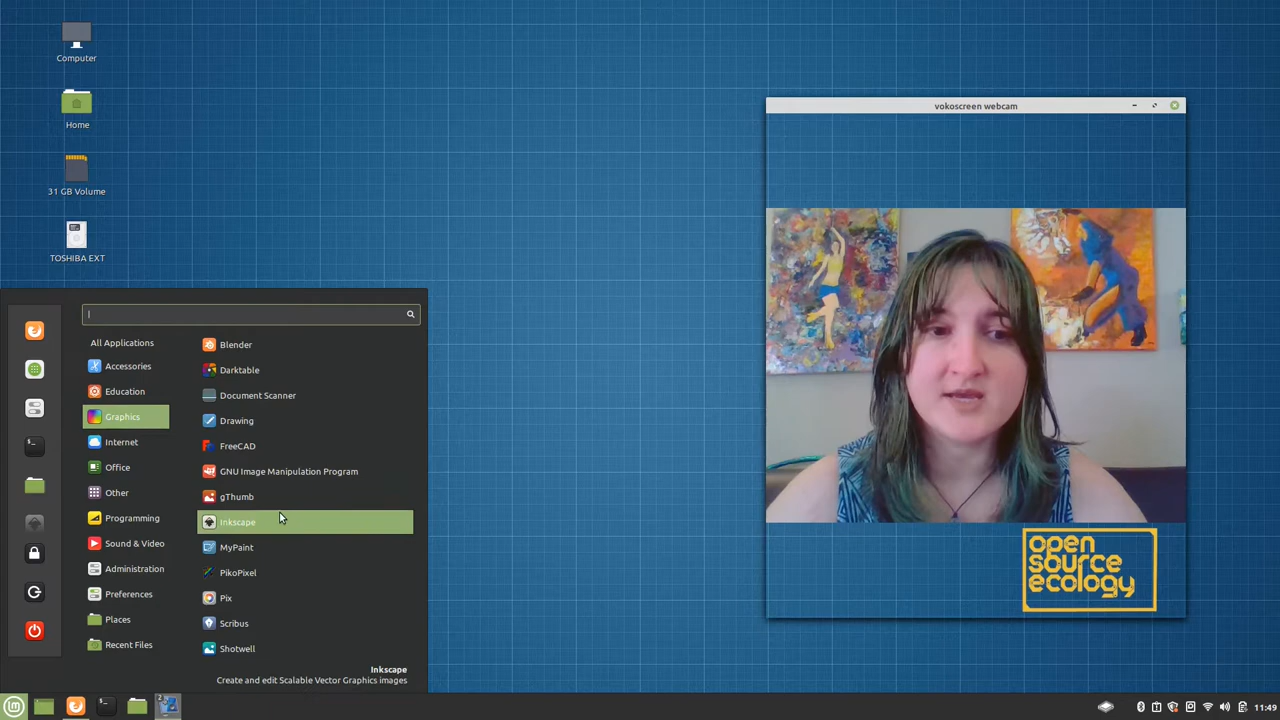 Computer
Home
31 GB Volume
TOSHIBA EXT
vokoscreen webcam
All Applications
Accessories
Education
Graphics
Internet
Office
Other
Programming
Sound & Video
Administration
Preferences
Places
Recent Files
Blender
Darktable
Document Scanner
Drawing
FreeCAD
GNU Image Manipulation Program
gThumb
Inkscape
MyPaint
PikoPixel
Pix
Scribus
Shotwell
Inkscape
Create and edit Scalable Vector Graphics images
open
source
ecology
11:49